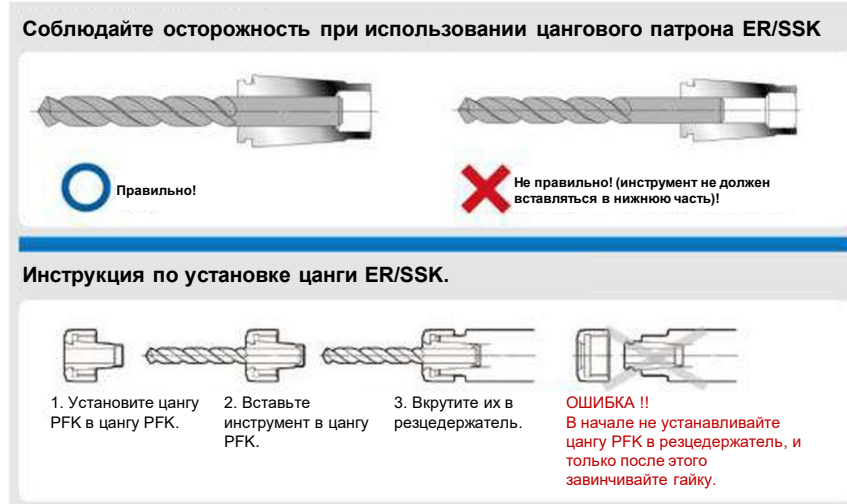 Соблюдайте осторожность при использовании цангового патрона ER/SSK
Правильно!
Не правильно! (инструмент не должен
вставляться в нижнюю часть)!
Инструкция по установке цанги ER/SSK.
1. Установите цангу
PFK в цангу PFK.
2. Вставьте
инструмент в цангу
PFK.
3. Вкрутите их в
резцедержатель.
ОШИБКА !!
В начале не устанавливайте
цангу PFK в резцедержатель, и
только после этого
завинчивайте гайку.